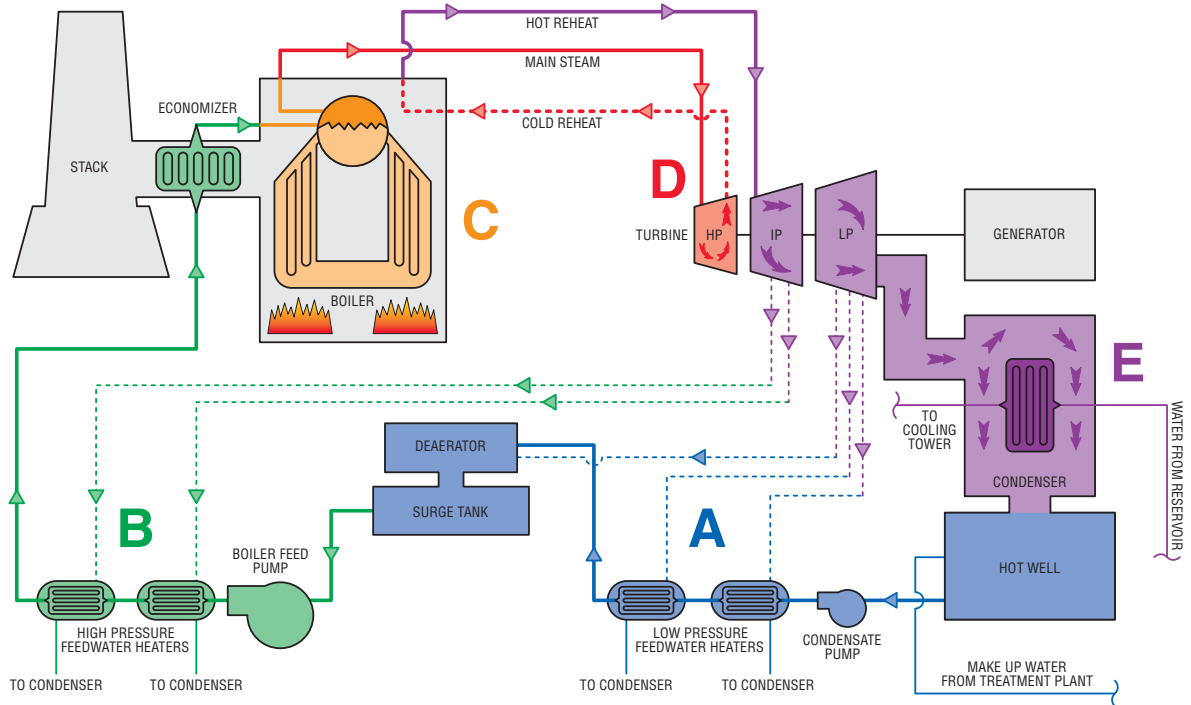 HOT REHEAT
MAIN STEAM
ECONOMIZER
COLD REHEAT
STACK
D
C
TURBINE
HP
IP
LP
GENERATOR
BOILER
E
TO
COOLING
TOWER
WATER FROM RESERVOIR
DEAERATOR
CONDENSER
SURGE TANK
B
A
BOILER FEED
PUMP
HOT WELL
HIGH PRESSURE
FEEDWATER HEATERS
LOW PRESSURE
FEEDWATER HEATERS
CONDENSATE
PUMP
MAKE UP WATER
FROM TREATMENT PLANT
TO CONDENSER
TO CONDENSER
TO CONDENSER
TO CONDENSER